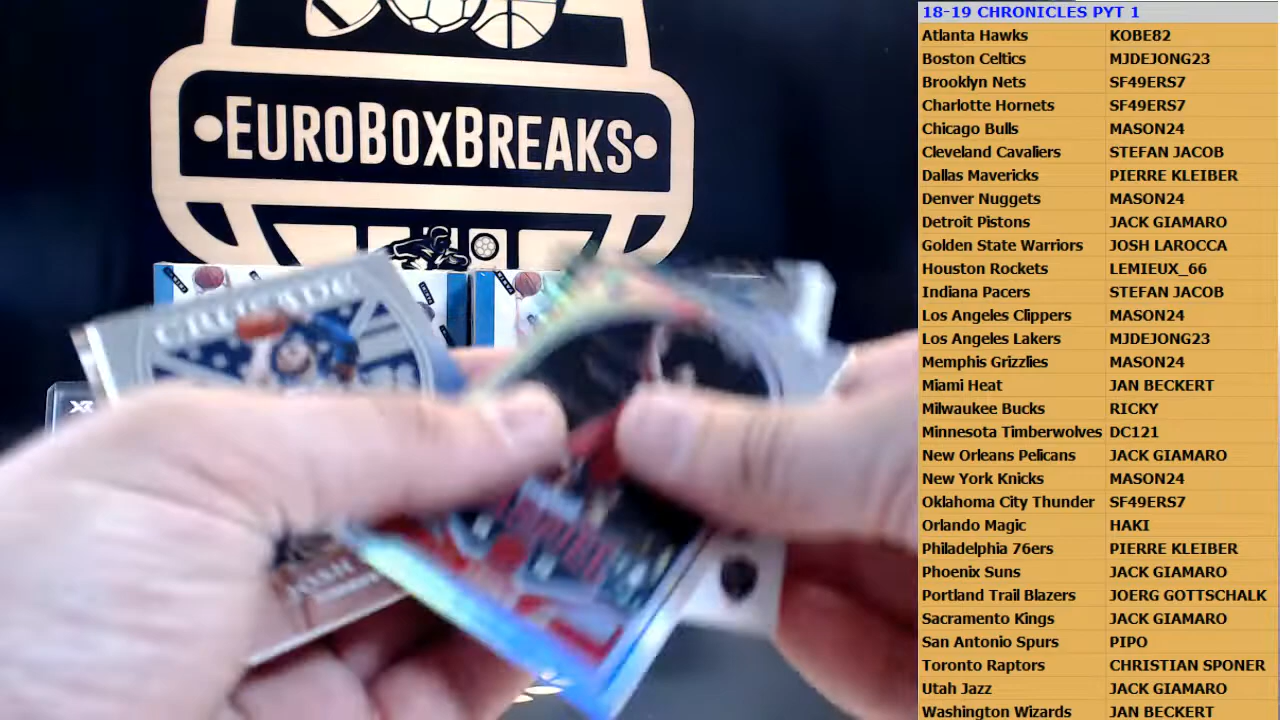 EUROBOXBREAKS
CRUSADE
18-19 CHRONICLES PYT 1
Atlanta Hawks KOBE82
Boston Celtics MJDEJONG23
Brooklyn Nets SF49ERS7
Charlotte Hornets SF49ERS7
Chicago Bulls MASON24
Cleveland Cavaliers STEFAN JACOB
Dallas Mavericks PIERRE KLEIBER
Denver Nuggets MASON24
Detroit Pistons JACK GIAMARO
Golden State Warriors JOSH LAROCCA
Houston Rockets LEMIEUX_66
Indiana Pacers STEFAN JACOB
Los Angeles Clippers MASON24
Los Angeles Lakers MJDEJONG23
Memphis Grizzlies MASON24
Miami Heat JAN BECKERT
Milwaukee Bucks RICKY
Minnesota Timberwolves DC121
New Orleans Pelicans JACK GIAMARO
New York Knicks MASON24
Oklahoma City Thunder SF49ERS7
Orlando Magic HAKI
Philadelphia 76ers PIERRE KLEIBER
Phoenix Suns JACK GIAMARO
Portland Trail Blazers JOERG GOTTSCHALK
Sacramento Kings JACK GIAMARO
San Antonio Spurs PIPO
Toronto Raptors CHRISTIAN SPONER
Utah Jazz JACK GIAMARO
Washington Wizards JAN BECKERT